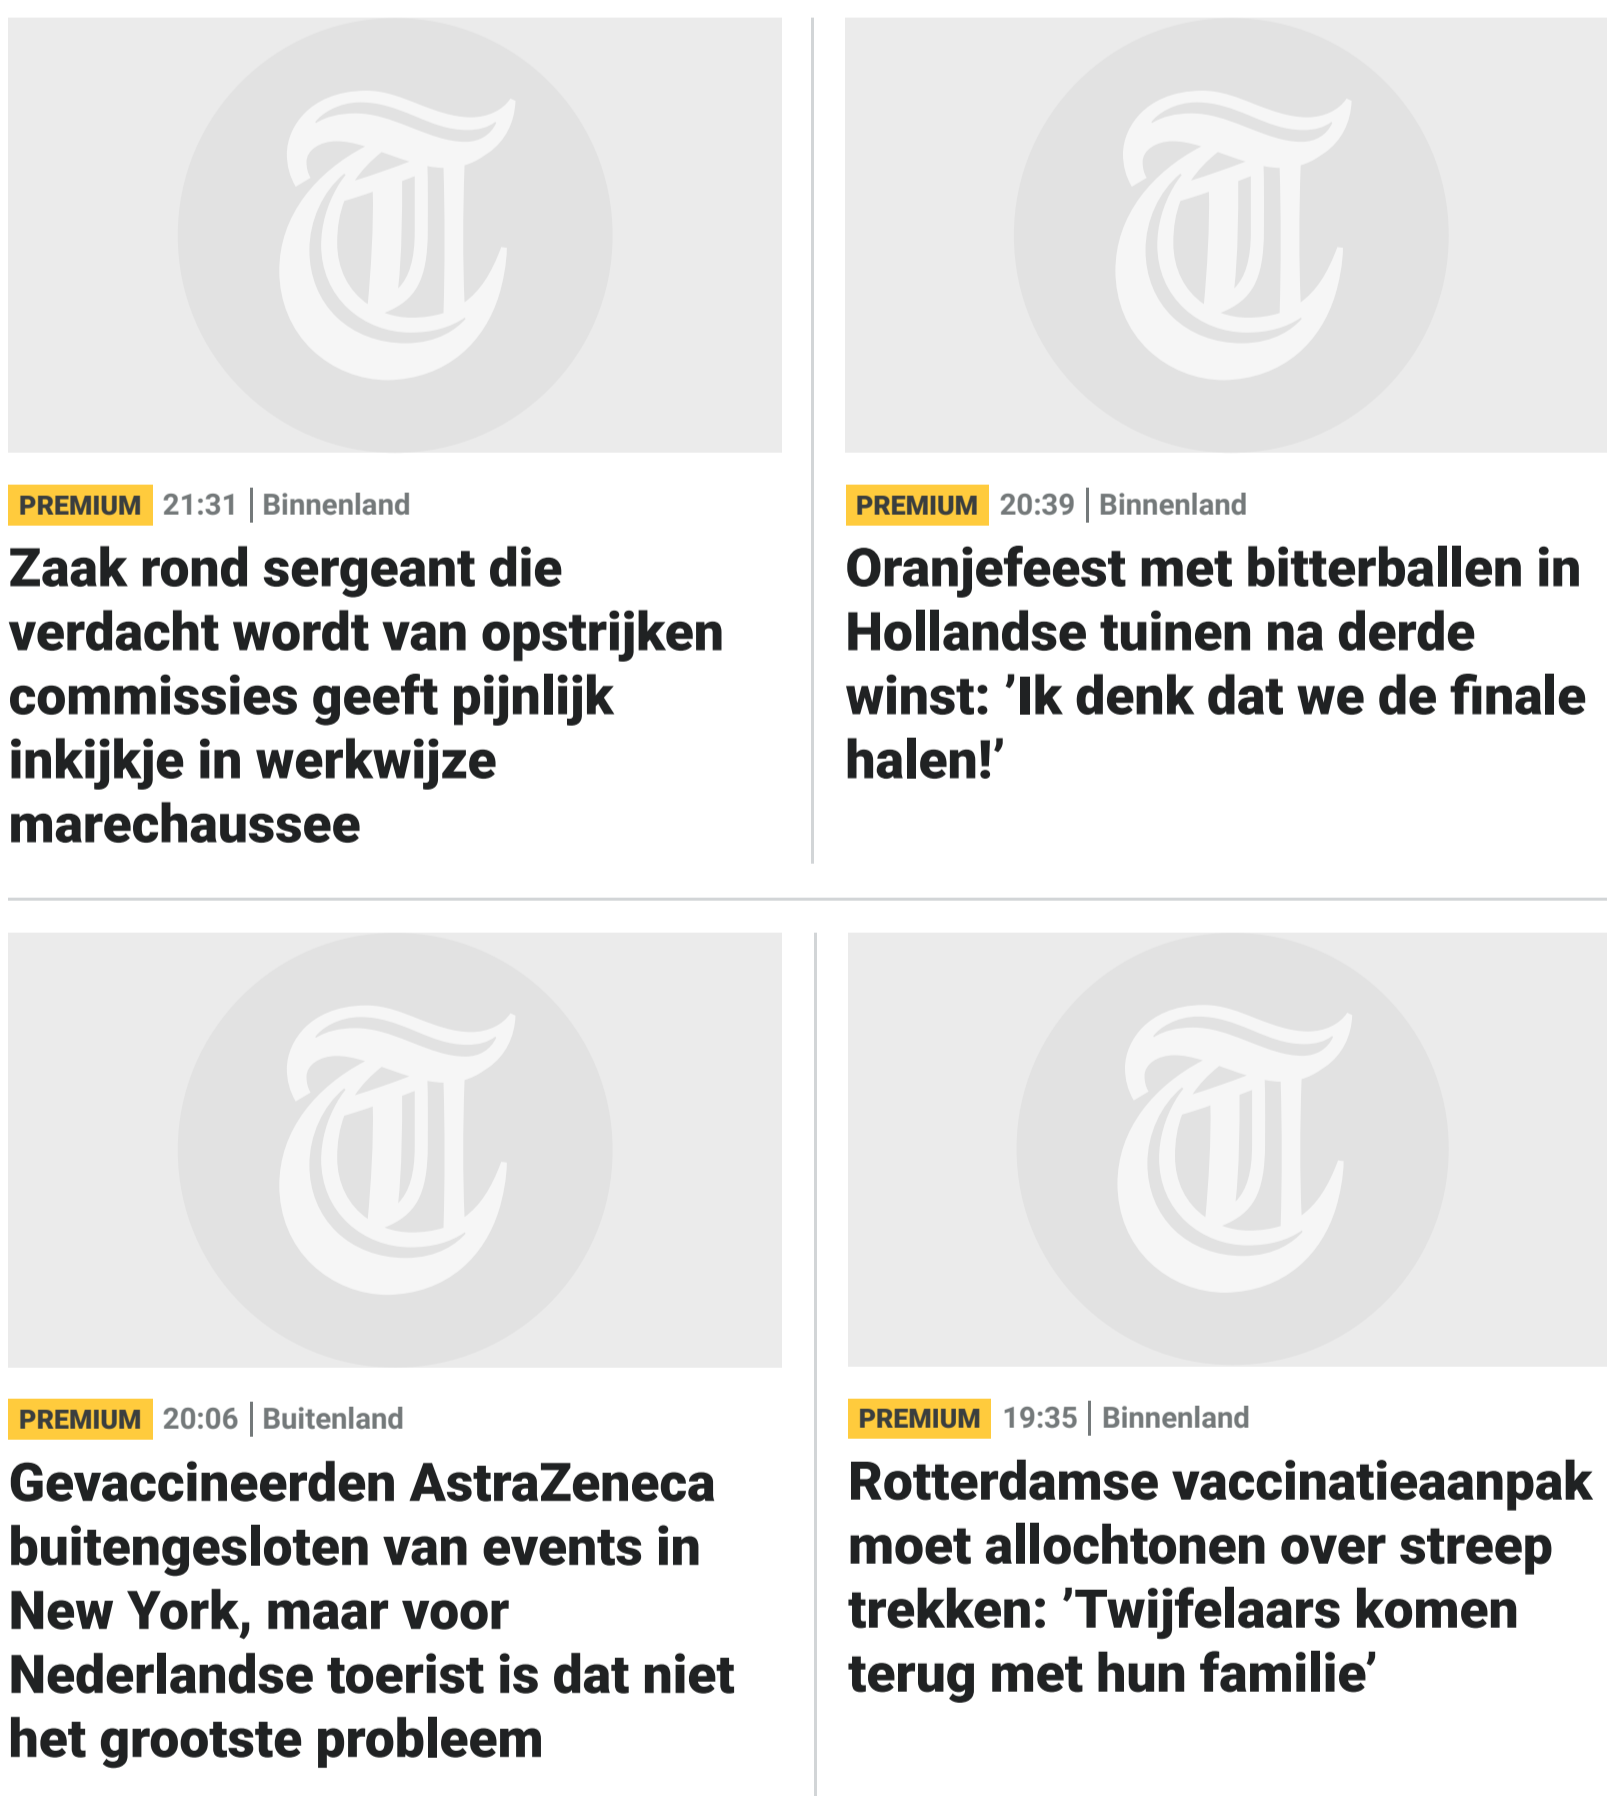 PREMIUM 21:31 | Binnenland
Zaak rond sergeant die
verdacht wordt van opstrijken
commissies geeft pijnlijk
inkijkje in werkwijze
marechaussee
PREMIUM 20:39 | Binnenland
Oranjefeest met bitterballen in
Hollandse tuinen na derde
winst: ’Ik denk dat we de finale
halen!’
PREMIUM 20:06 | Buitenland
Gevaccineerden AstraZeneca
buitengesloten van events in
New York, maar voor
Nederlandse toerist is dat niet
het grootste probleem
PREMIUM 19:35 | Binnenland
Rotterdamse vaccinatieaanpak
moet allochtonen over streep
trekken: ’Twijfelaars komen
terug met hun familie’